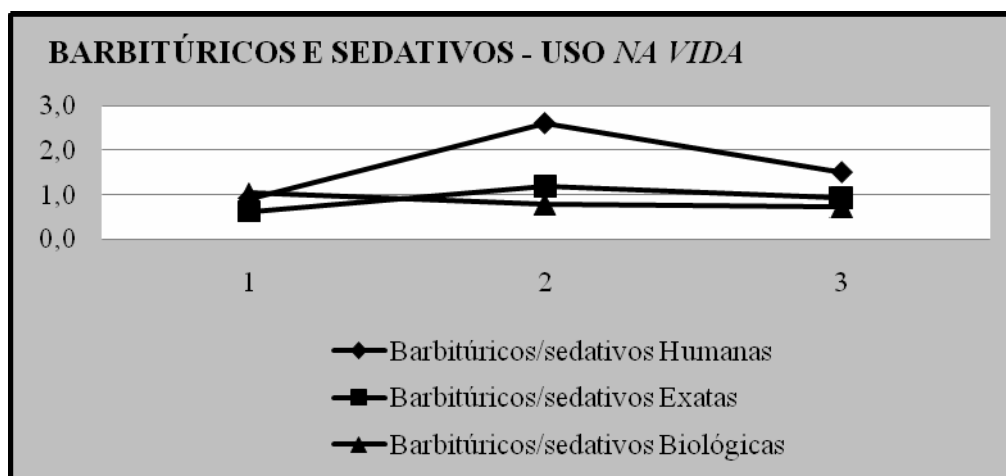 BARBITÚRICOS E SEDATIVOS - USO NA VIDA
3,0
2,0
1,0
0,0
1 2 3
Barbitúricos/sedativos Humanas
Barbitúricos/sedativos Exatas
Barbitúricos/sedativos Biológicas